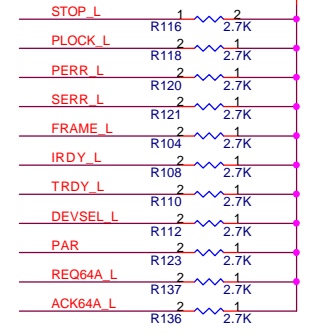 STOP_L 1 2
R116 2.7K
PLOCK_L 2 1
R118 2.7K
PERR_L 2 1
R120 2.7K
SERR_L 2 1
R121 2.7K
FRAME_L 2 1
R104 2.7K
IRDY_L 2 1
R108 2.7K
TRDY_L 2 1
R110 2.7K
DEVSEL_L 2 1
R112 2.7K
PAR 2 1
R123 2.7K
REQ64A_L 2 1
R137 2.7K
ACK64A_L 2 1
R136 2.7K